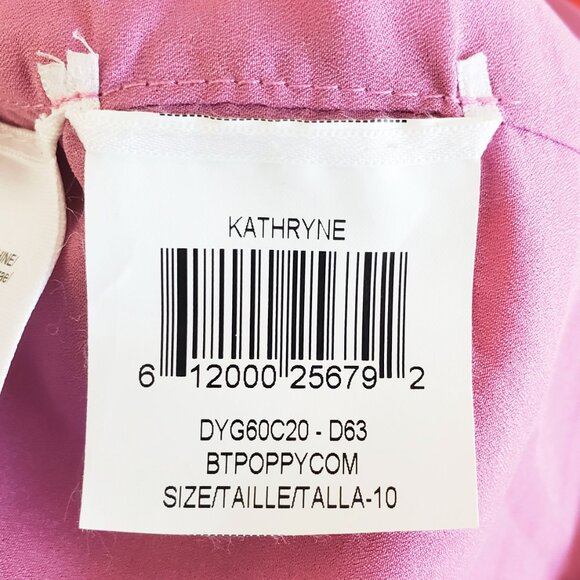 KATHRYNE
6 12000 25679 2
DYG60C20 - D63
BTPOPPYCOM
SIZE/TAILLE/TALLA-10